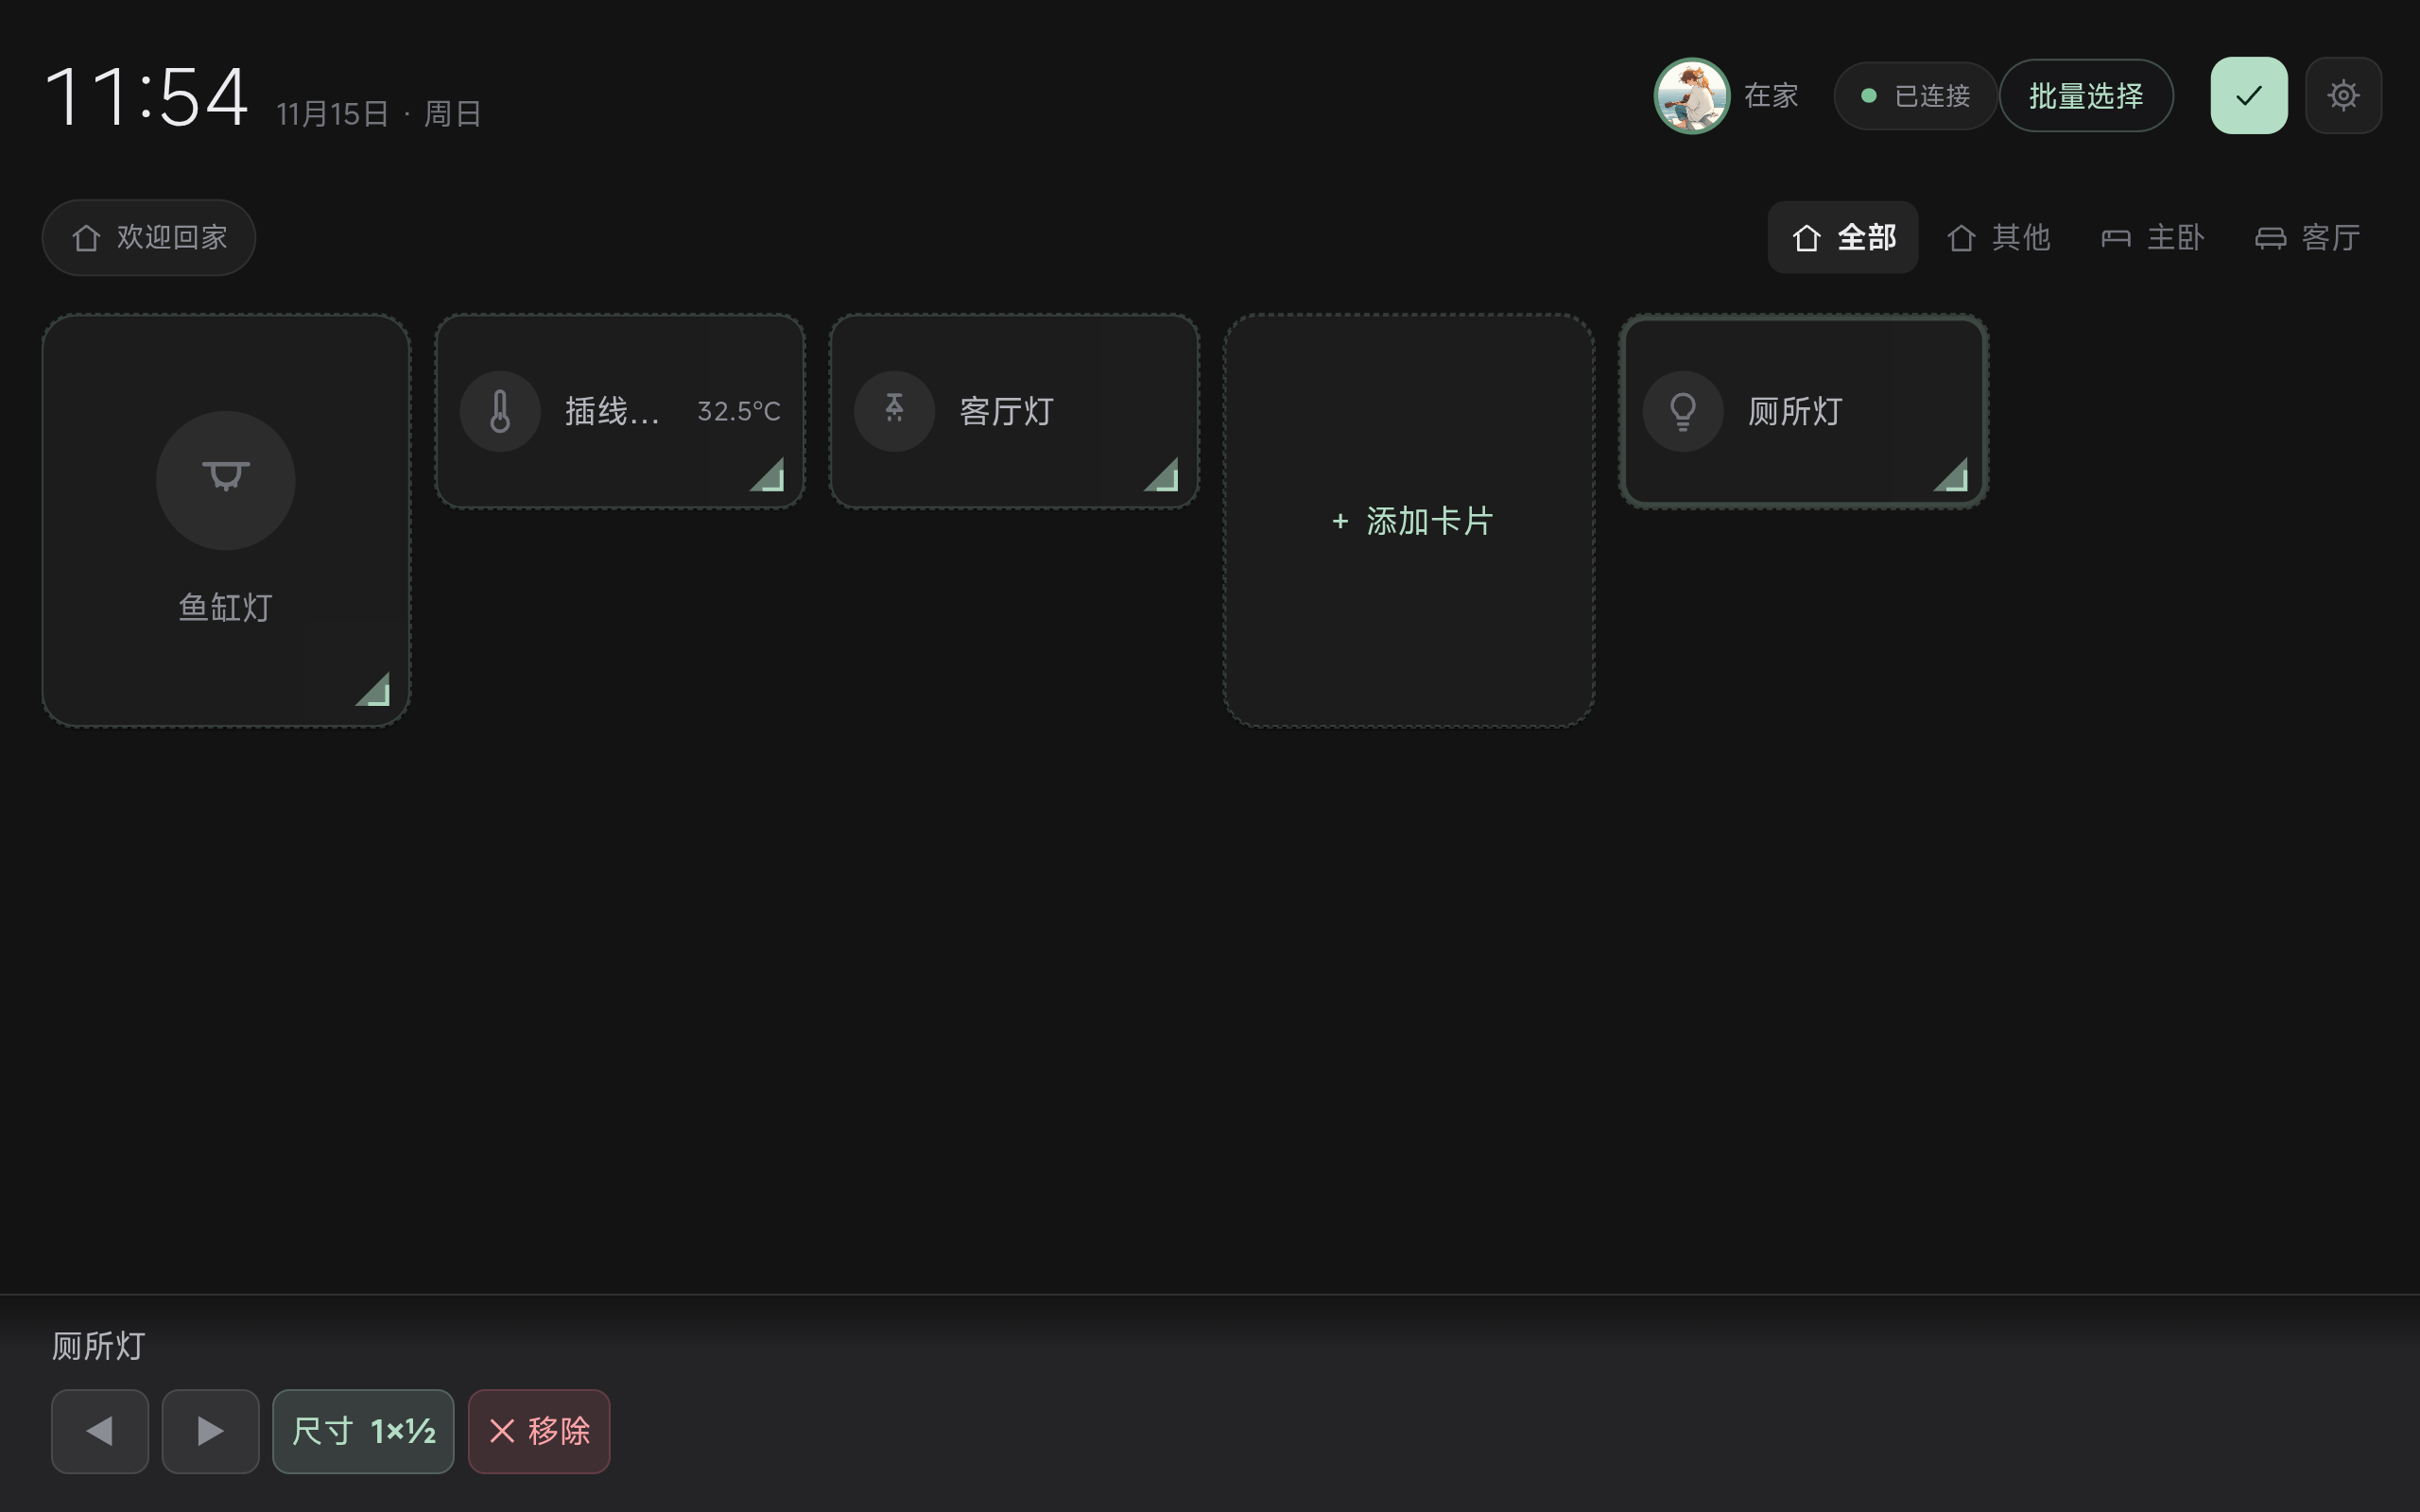 11:54 11月15日 · 周日
在家
已连接
批量选择
欢迎回家
全部
其他
主卧
客厅
鱼缸灯
插线... 32.5°C
客厅灯
+ 添加卡片
厕所灯
厕所灯
尺寸 1×½
移除